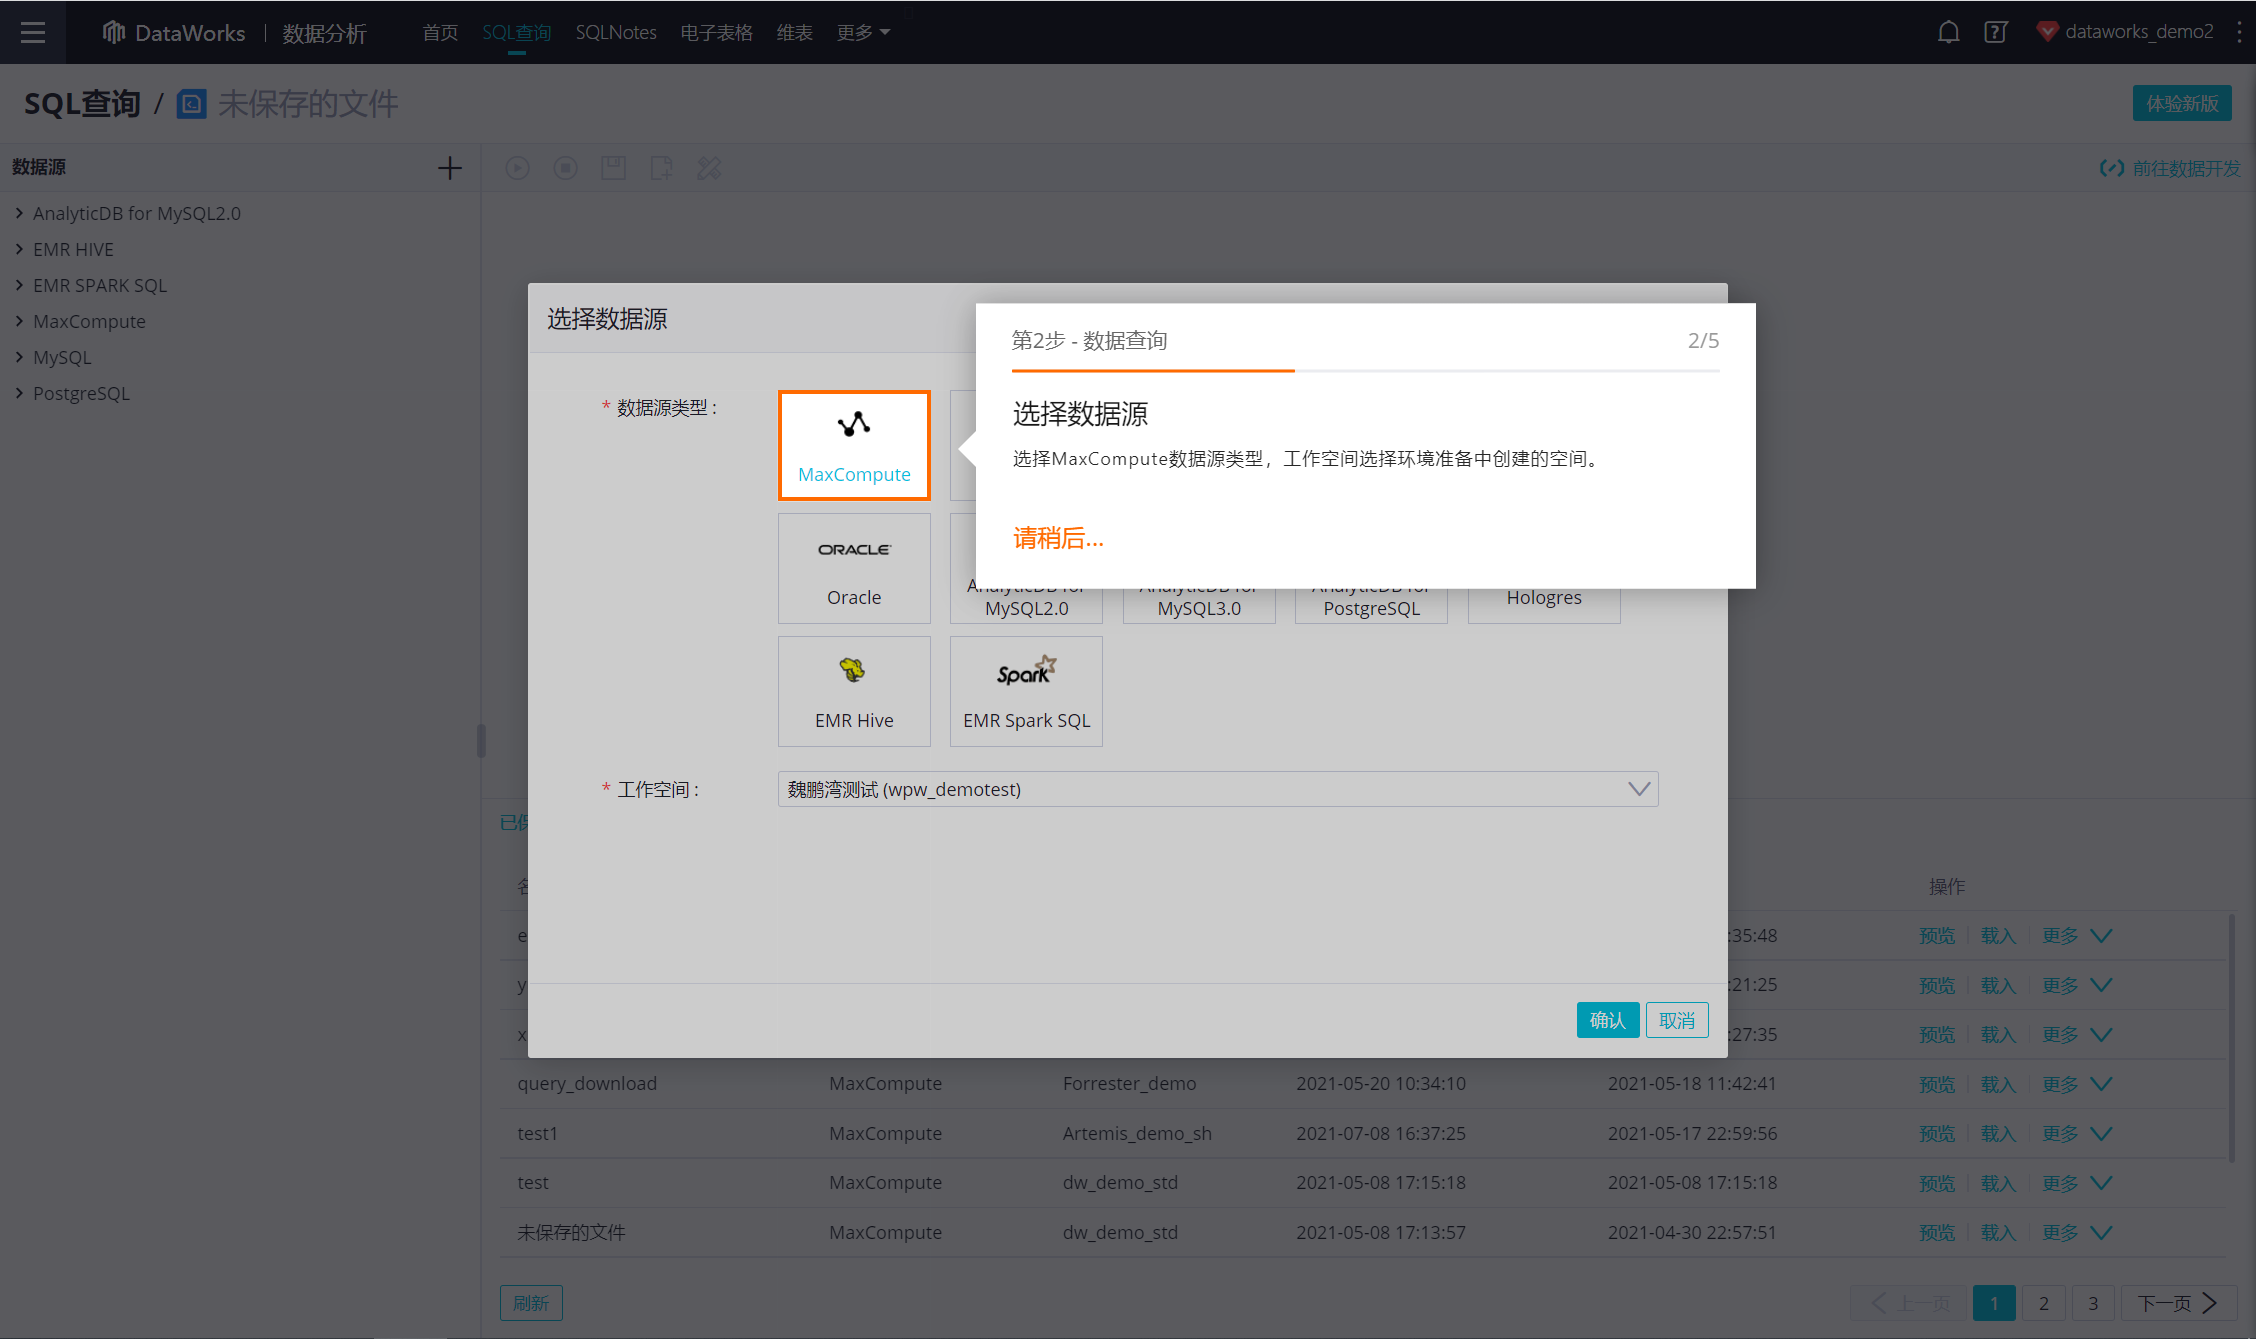 DataWorks | 数据分析 首页 SQL查询 SQLNotes 电子表格 维表 更多 dataworks_demo2
SQL查询 / 未保存的文件 体验新版
数据源 前往数据开发
AnalyticDB for MySQL2.0
EMR HIVE
EMR SPARK SQL
MaxCompute
MySQL
PostgreSQL
选择数据源
第2步 - 数据查询 2/5
选择数据源
选择MaxCompute数据源类型，工作空间选择环境准备中创建的空间。
请稍后...
* 数据源类型 :
MaxCompute
ORACLE
Oracle
AnalyticDB for MySQL2.0
AnalyticDB for MySQL3.0
AnalyticDB for PostgreSQL
Hologres
EMR Hive
Spark
EMR Spark SQL
* 工作空间 : 魏鹏湾测试 (wpw_demotest)
确认 取消
操作
:35:48 预览 载入 更多
:21:25 预览 载入 更多
:27:35 预览 载入 更多
query_download MaxCompute Forrester_demo 2021-05-20 10:34:10 2021-05-18 11:42:41 预览 载入 更多
test1 MaxCompute Artemis_demo_sh 2021-07-08 16:37:25 2021-05-17 22:59:56 预览 载入 更多
test MaxCompute dw_demo_std 2021-05-08 17:15:18 2021-05-08 17:15:18 预览 载入 更多
未保存的文件 MaxCompute dw_demo_std 2021-05-08 17:13:57 2021-04-30 22:57:51 预览 载入 更多
刷新 上一页 1 2 3 下一页